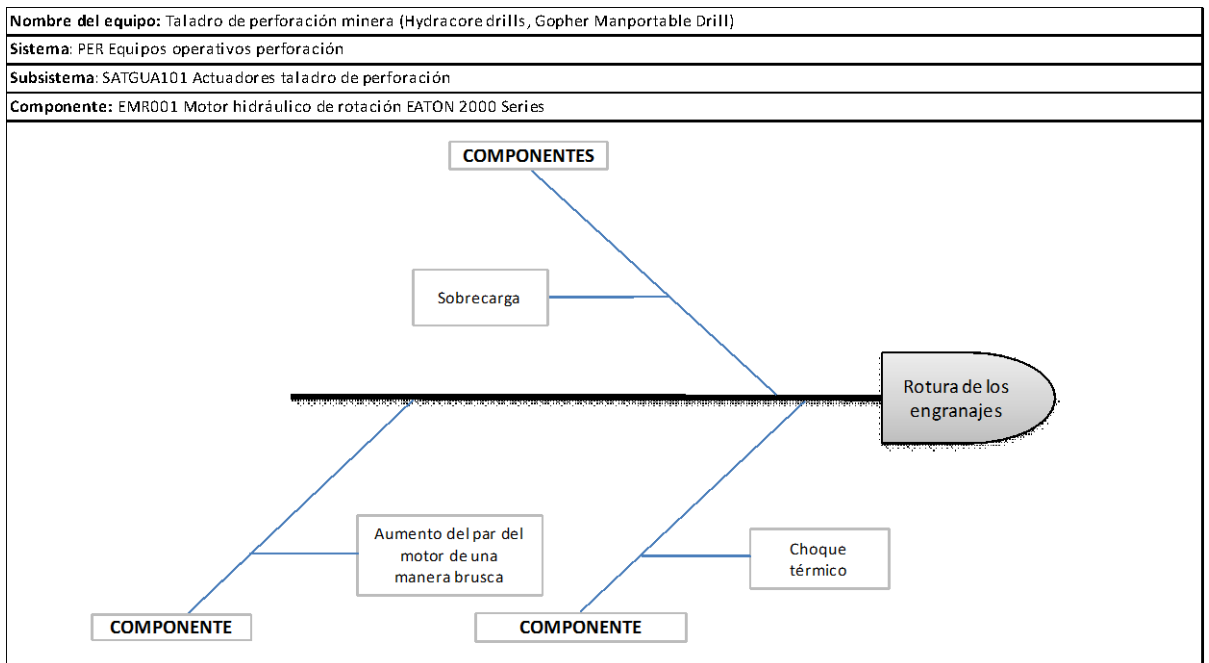 Nombre del equipo: Taladro de perforación minera (Hydracore drills, Gopher Manportable Drill)
Sistema: PER Equipos operativos perforación
Subsistema: SATGUA101 Actuadores taladro de perforación
Componente: EMR001 Motor hidráulico de rotación EATON 2000 Series
COMPONENTES
Sobrecarga
Rotura de los
engranajes
Aumento del par del
motor de una
manera brusca
Choque
térmico
COMPONENTE
COMPONENTE